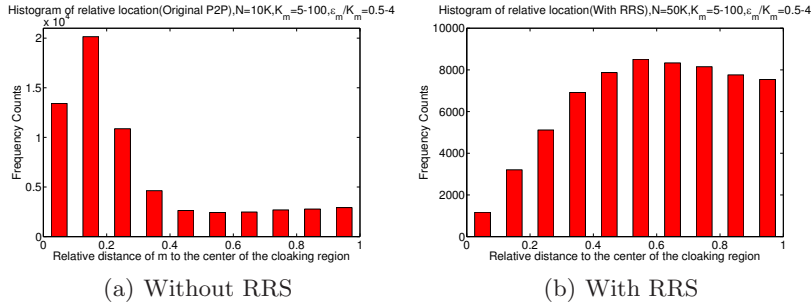 Histogram of relative location(Original P2P),N=10K,K_m=5-100,ε_m/K_m=0.5-4
x 10^4
2
1.5
1
0.5
0
Frequency Counts
0 0.2 0.4 0.6 0.8 1
Relative distance of m to the center of the cloaking region
(a) Without RRS
Histogram of relative location(With RRS),N=50K,K_m=5-100,ε_m/K_m=0.5-4
10000
8000
6000
4000
2000
0
Frequency Counts
0 0.2 0.4 0.6 0.8 1
Relative distance to the center of the cloaking region
(b) With RRS